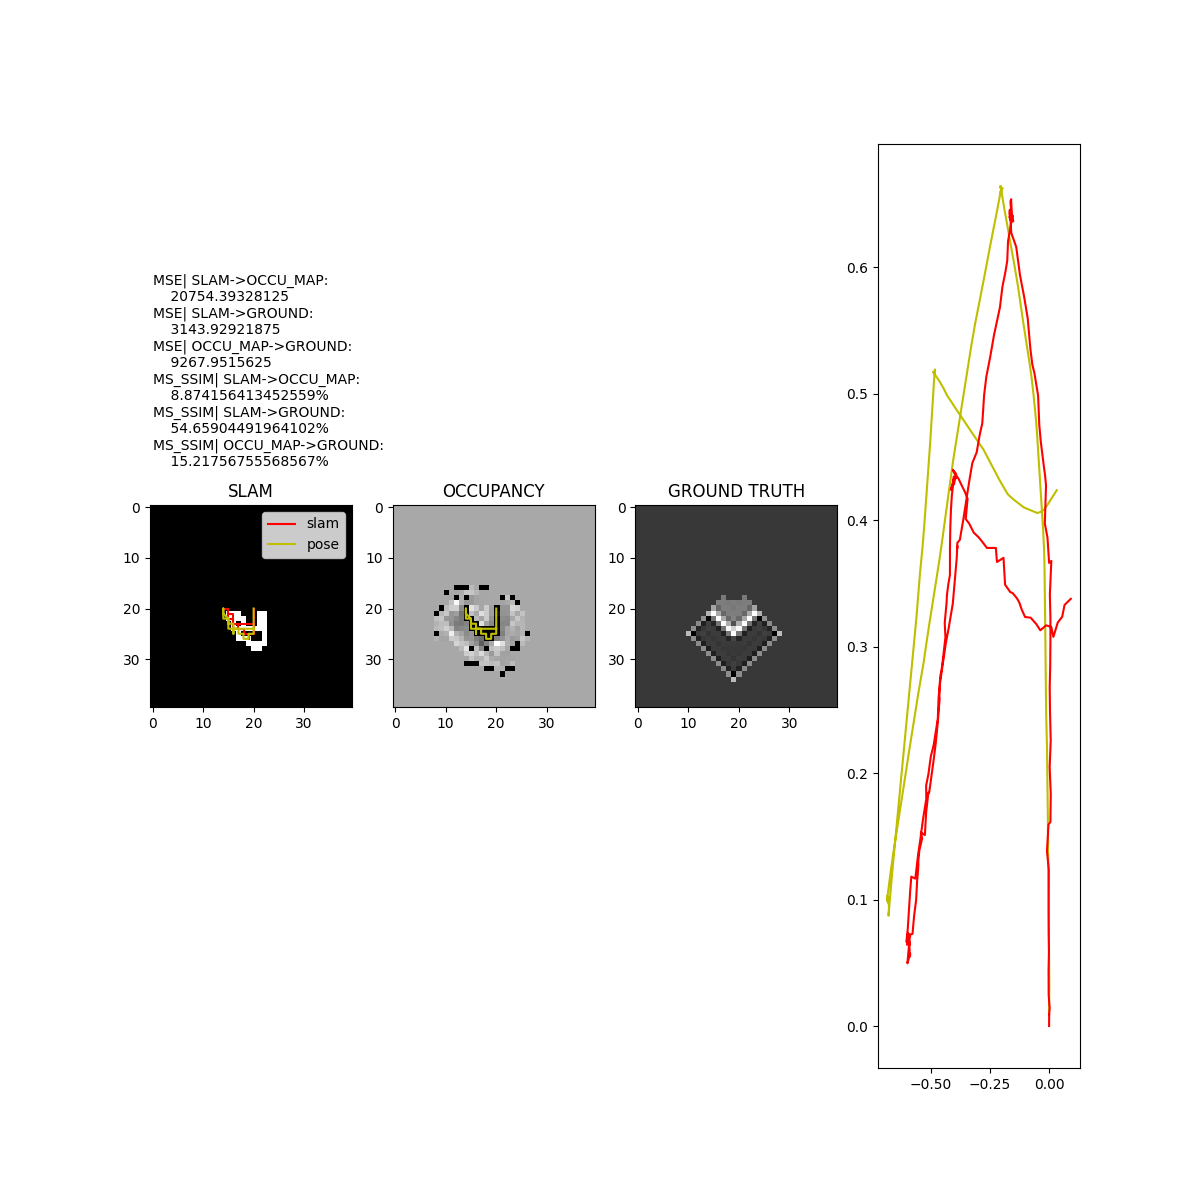 MSE| SLAM->OCCU_MAP:
20754.39328125
MSE| SLAM->GROUND:
3143.92921875
MSE| OCCU_MAP->GROUND:
9267.9515625
MS_SSIM| SLAM->OCCU_MAP:
8.874156413452559%
MS_SSIM| SLAM->GROUND:
54.65904491964102%
MS_SSIM| OCCU_MAP->GROUND:
15.21756755568567%
SLAM
slam
pose
0
10
20
30
0 10 20 30
OCCUPANCY
0
10
20
30
0 10 20 30
GROUND TRUTH
0
10
20
30
0 10 20 30
0.6
0.5
0.4
0.3
0.2
0.1
0.0
−0.50 −0.25 0.00